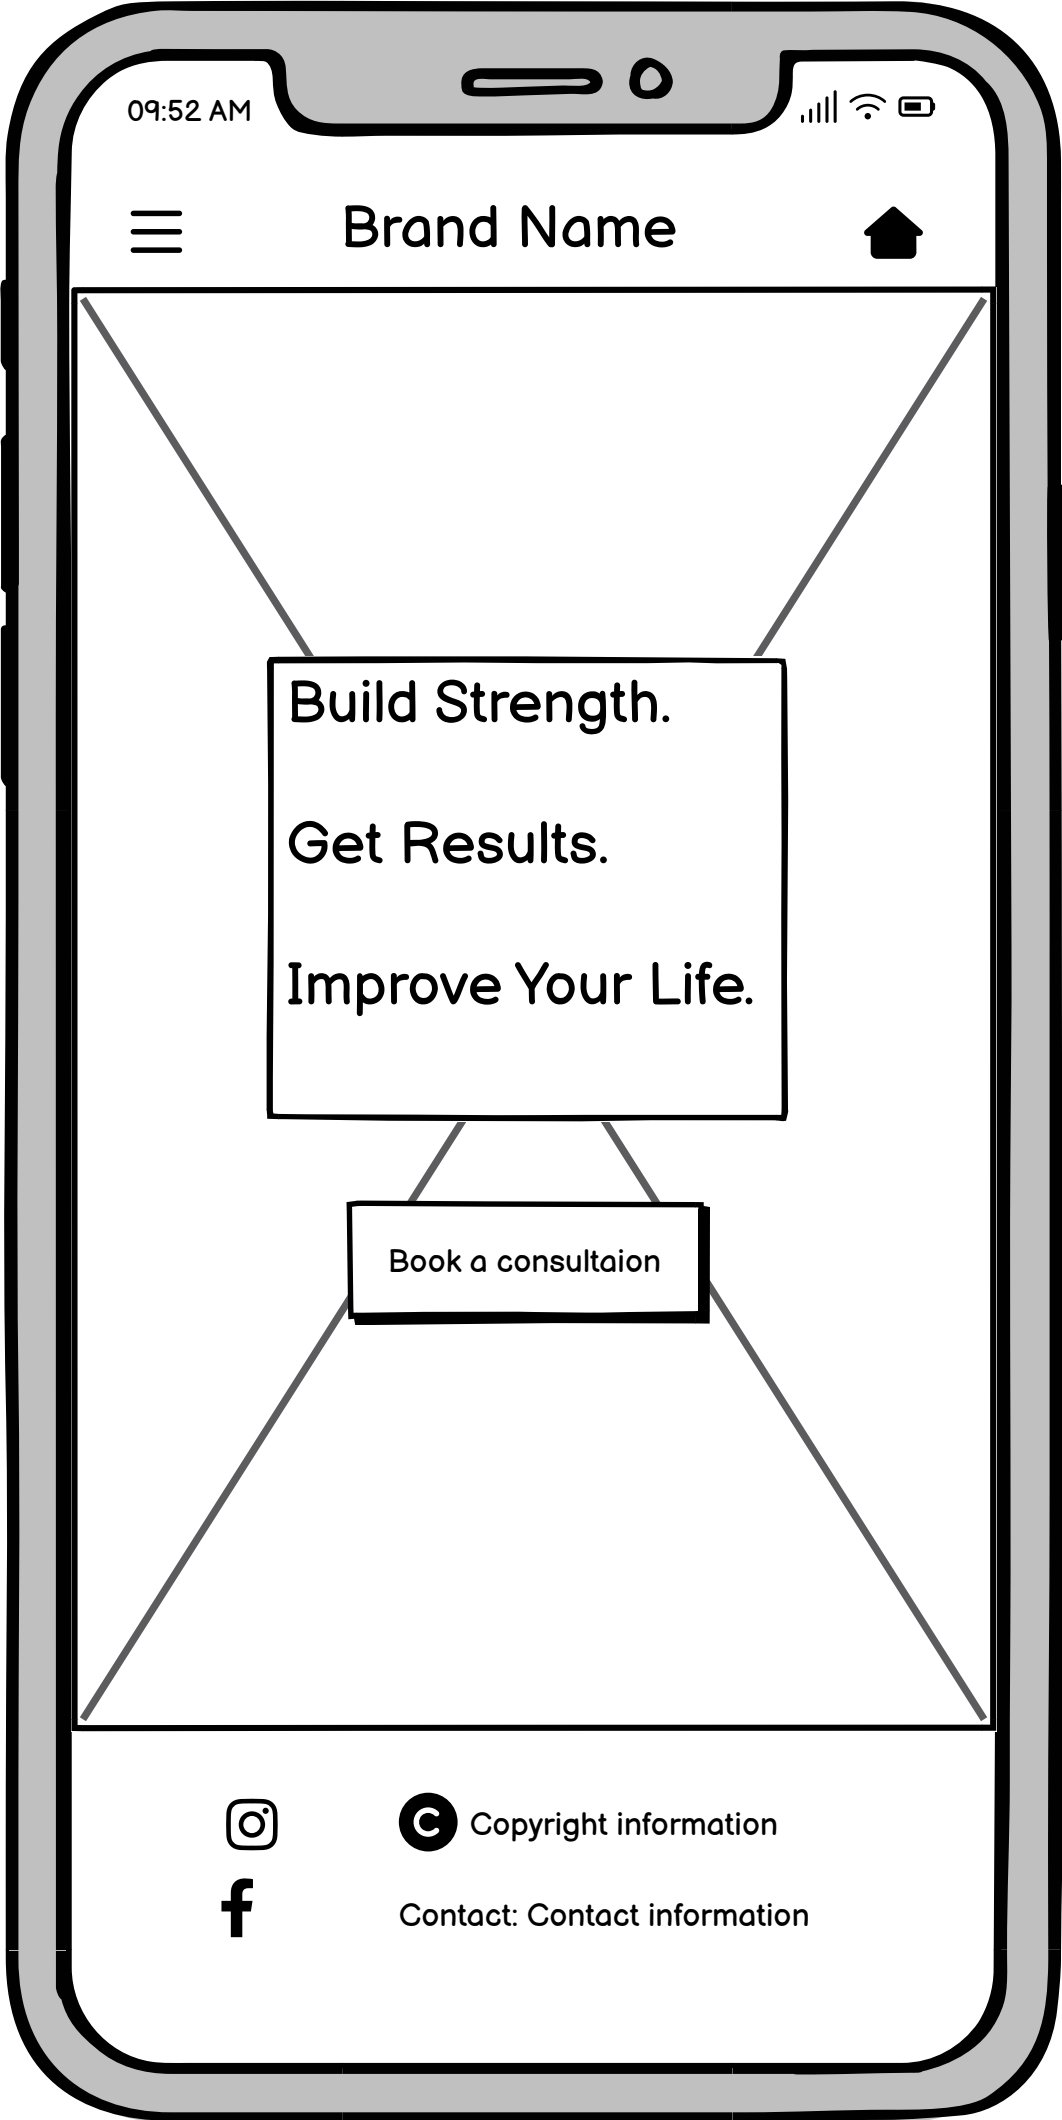 09:52 AM
Brand Name
Build Strength.
Get Results.
Improve Your Life.
Book a consultaion
C Copyright information
Contact: Contact information